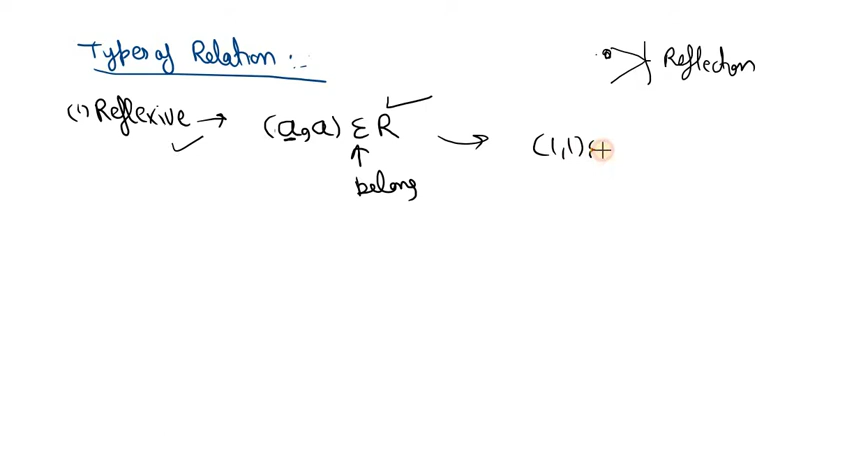 Types of Relation :-
Reflection
(1) Reflexive → (a, a) ∈ R → (1,1) ∈
↑
belong